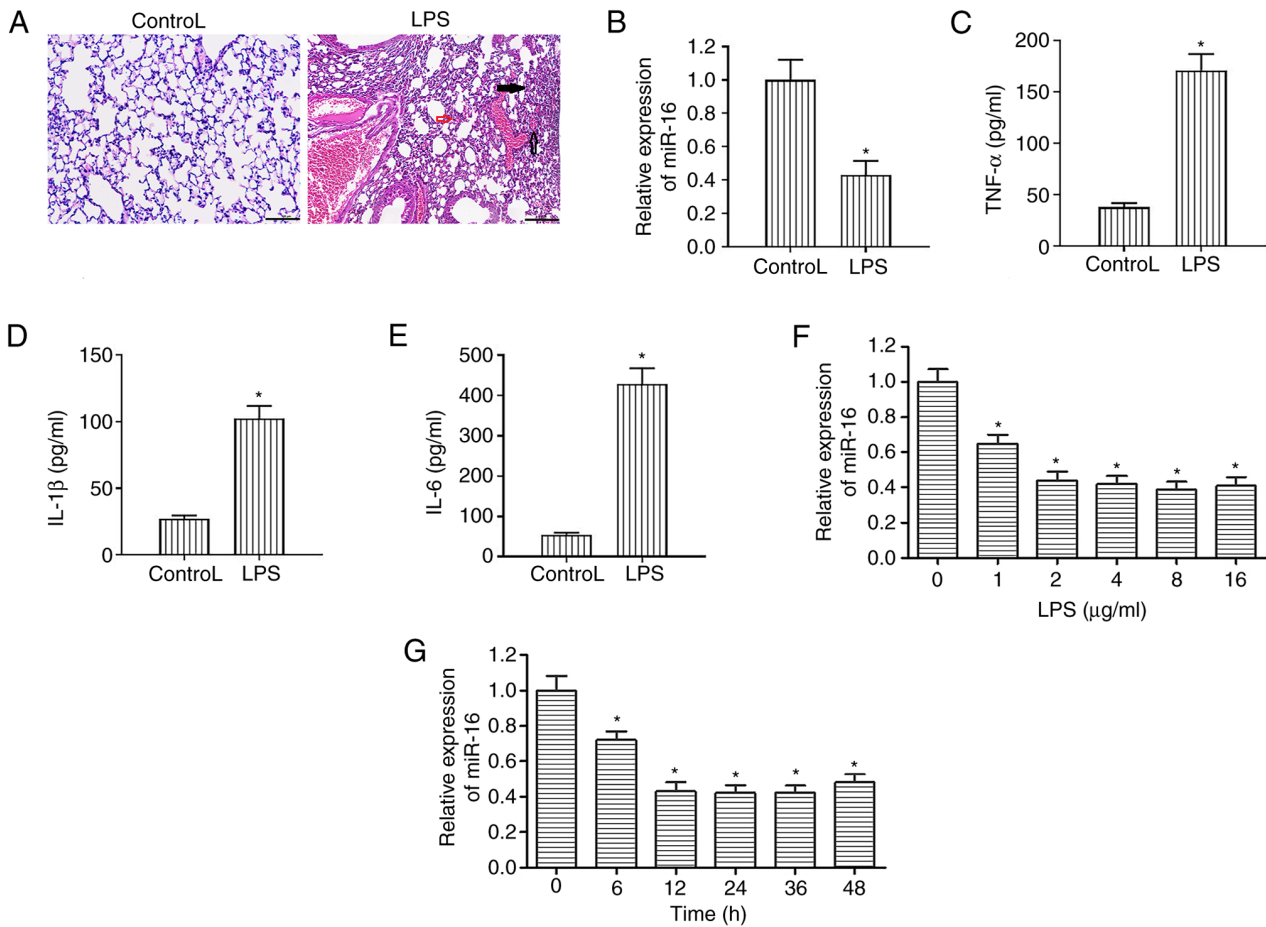 A
ControL
LPS
B
Relative expression
of miR-16
1.2
1.0
0.8
0.6
0.4
0.2
0.0
*
ControL
LPS
C
TNF-α (pg/ml)
200
150
100
50
0
*
ControL
LPS
D
IL-1β (pg/ml)
150
100
50
0
*
ControL
LPS
E
IL-6 (pg/ml)
500
400
300
200
100
0
*
ControL
LPS
F
Relative expression
of miR-16
1.2
1.0
0.8
0.6
0.4
0.2
0.0
* * * * *
0 1 2 4 8 16
LPS (μg/ml)
G
Relative expression
of miR-16
1.2
1.0
0.8
0.6
0.4
0.2
0.0
* * * * *
0 6 12 24 36 48
Time (h)